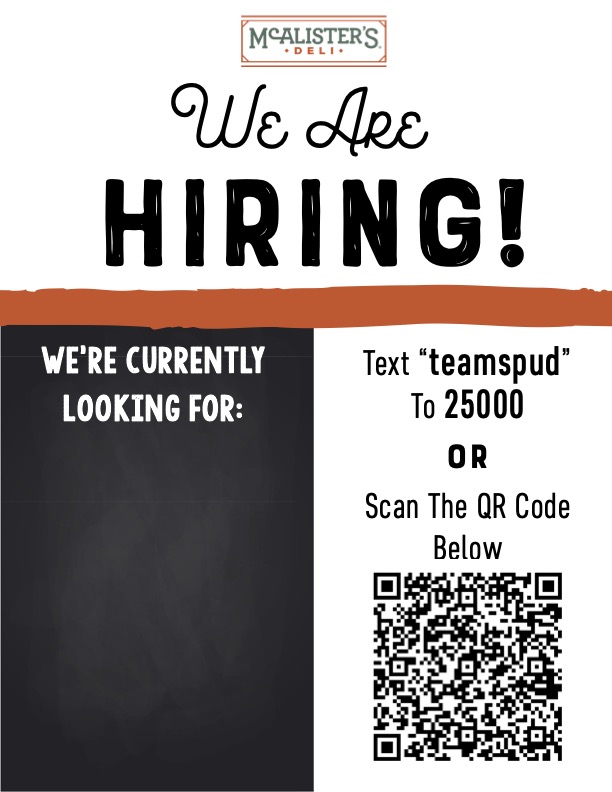 McALISTER'S
DELI
We Are
HIRING!
WE'RE CURRENTLY
LOOKING FOR:
Text “teamspud”
To 25000
OR
Scan The QR Code
Below